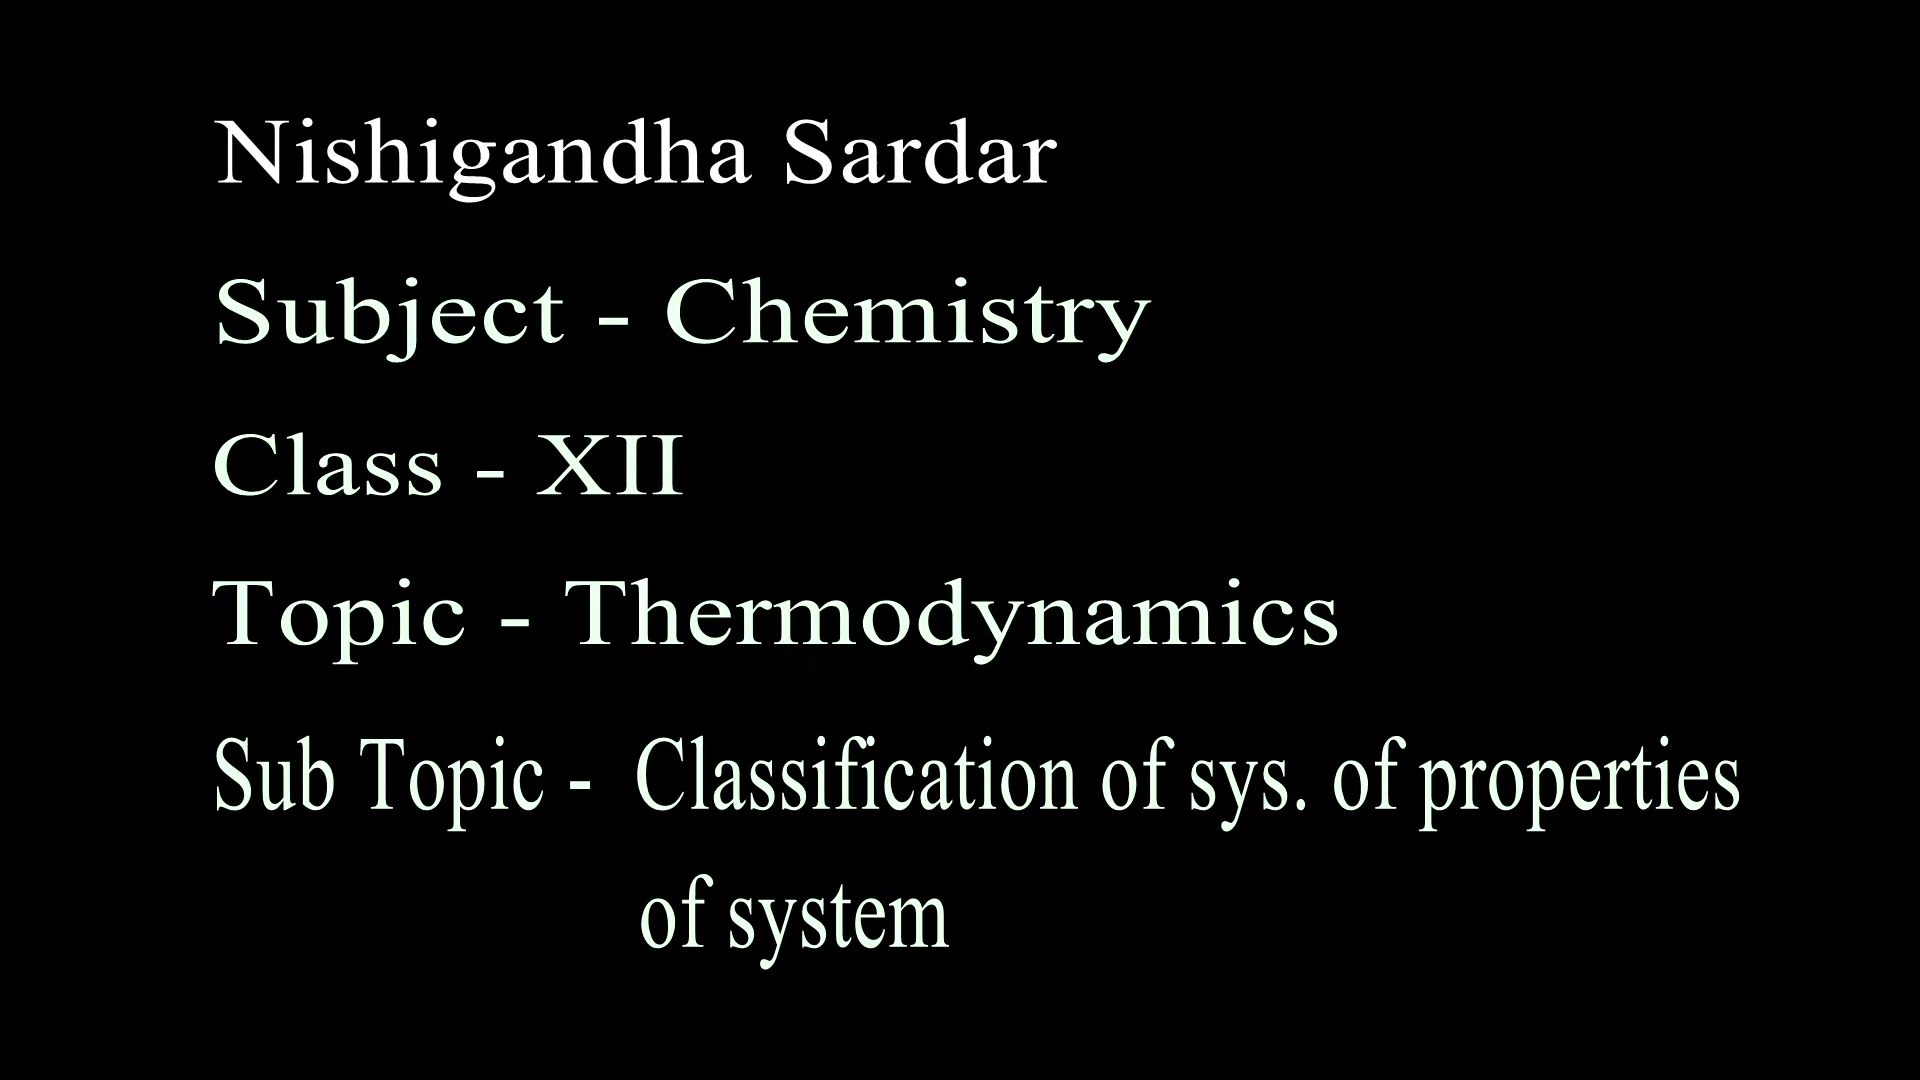 Nishigandha Sardar
Subject - Chemistry
Class - XII
Topic - Thermodynamics
Sub Topic - Classification of sys. of properties
of system